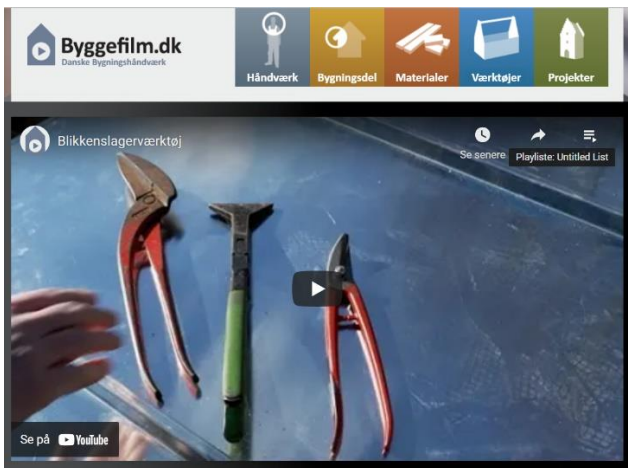 Byggefilm.dk
Danske Bygningshåndværk
Håndværk
Bygningsdel
Materialer
Værktøjer
Projekter
Blikkenslagerværktøj
Se senere
Playliste: Untitled List
Se på YouTube